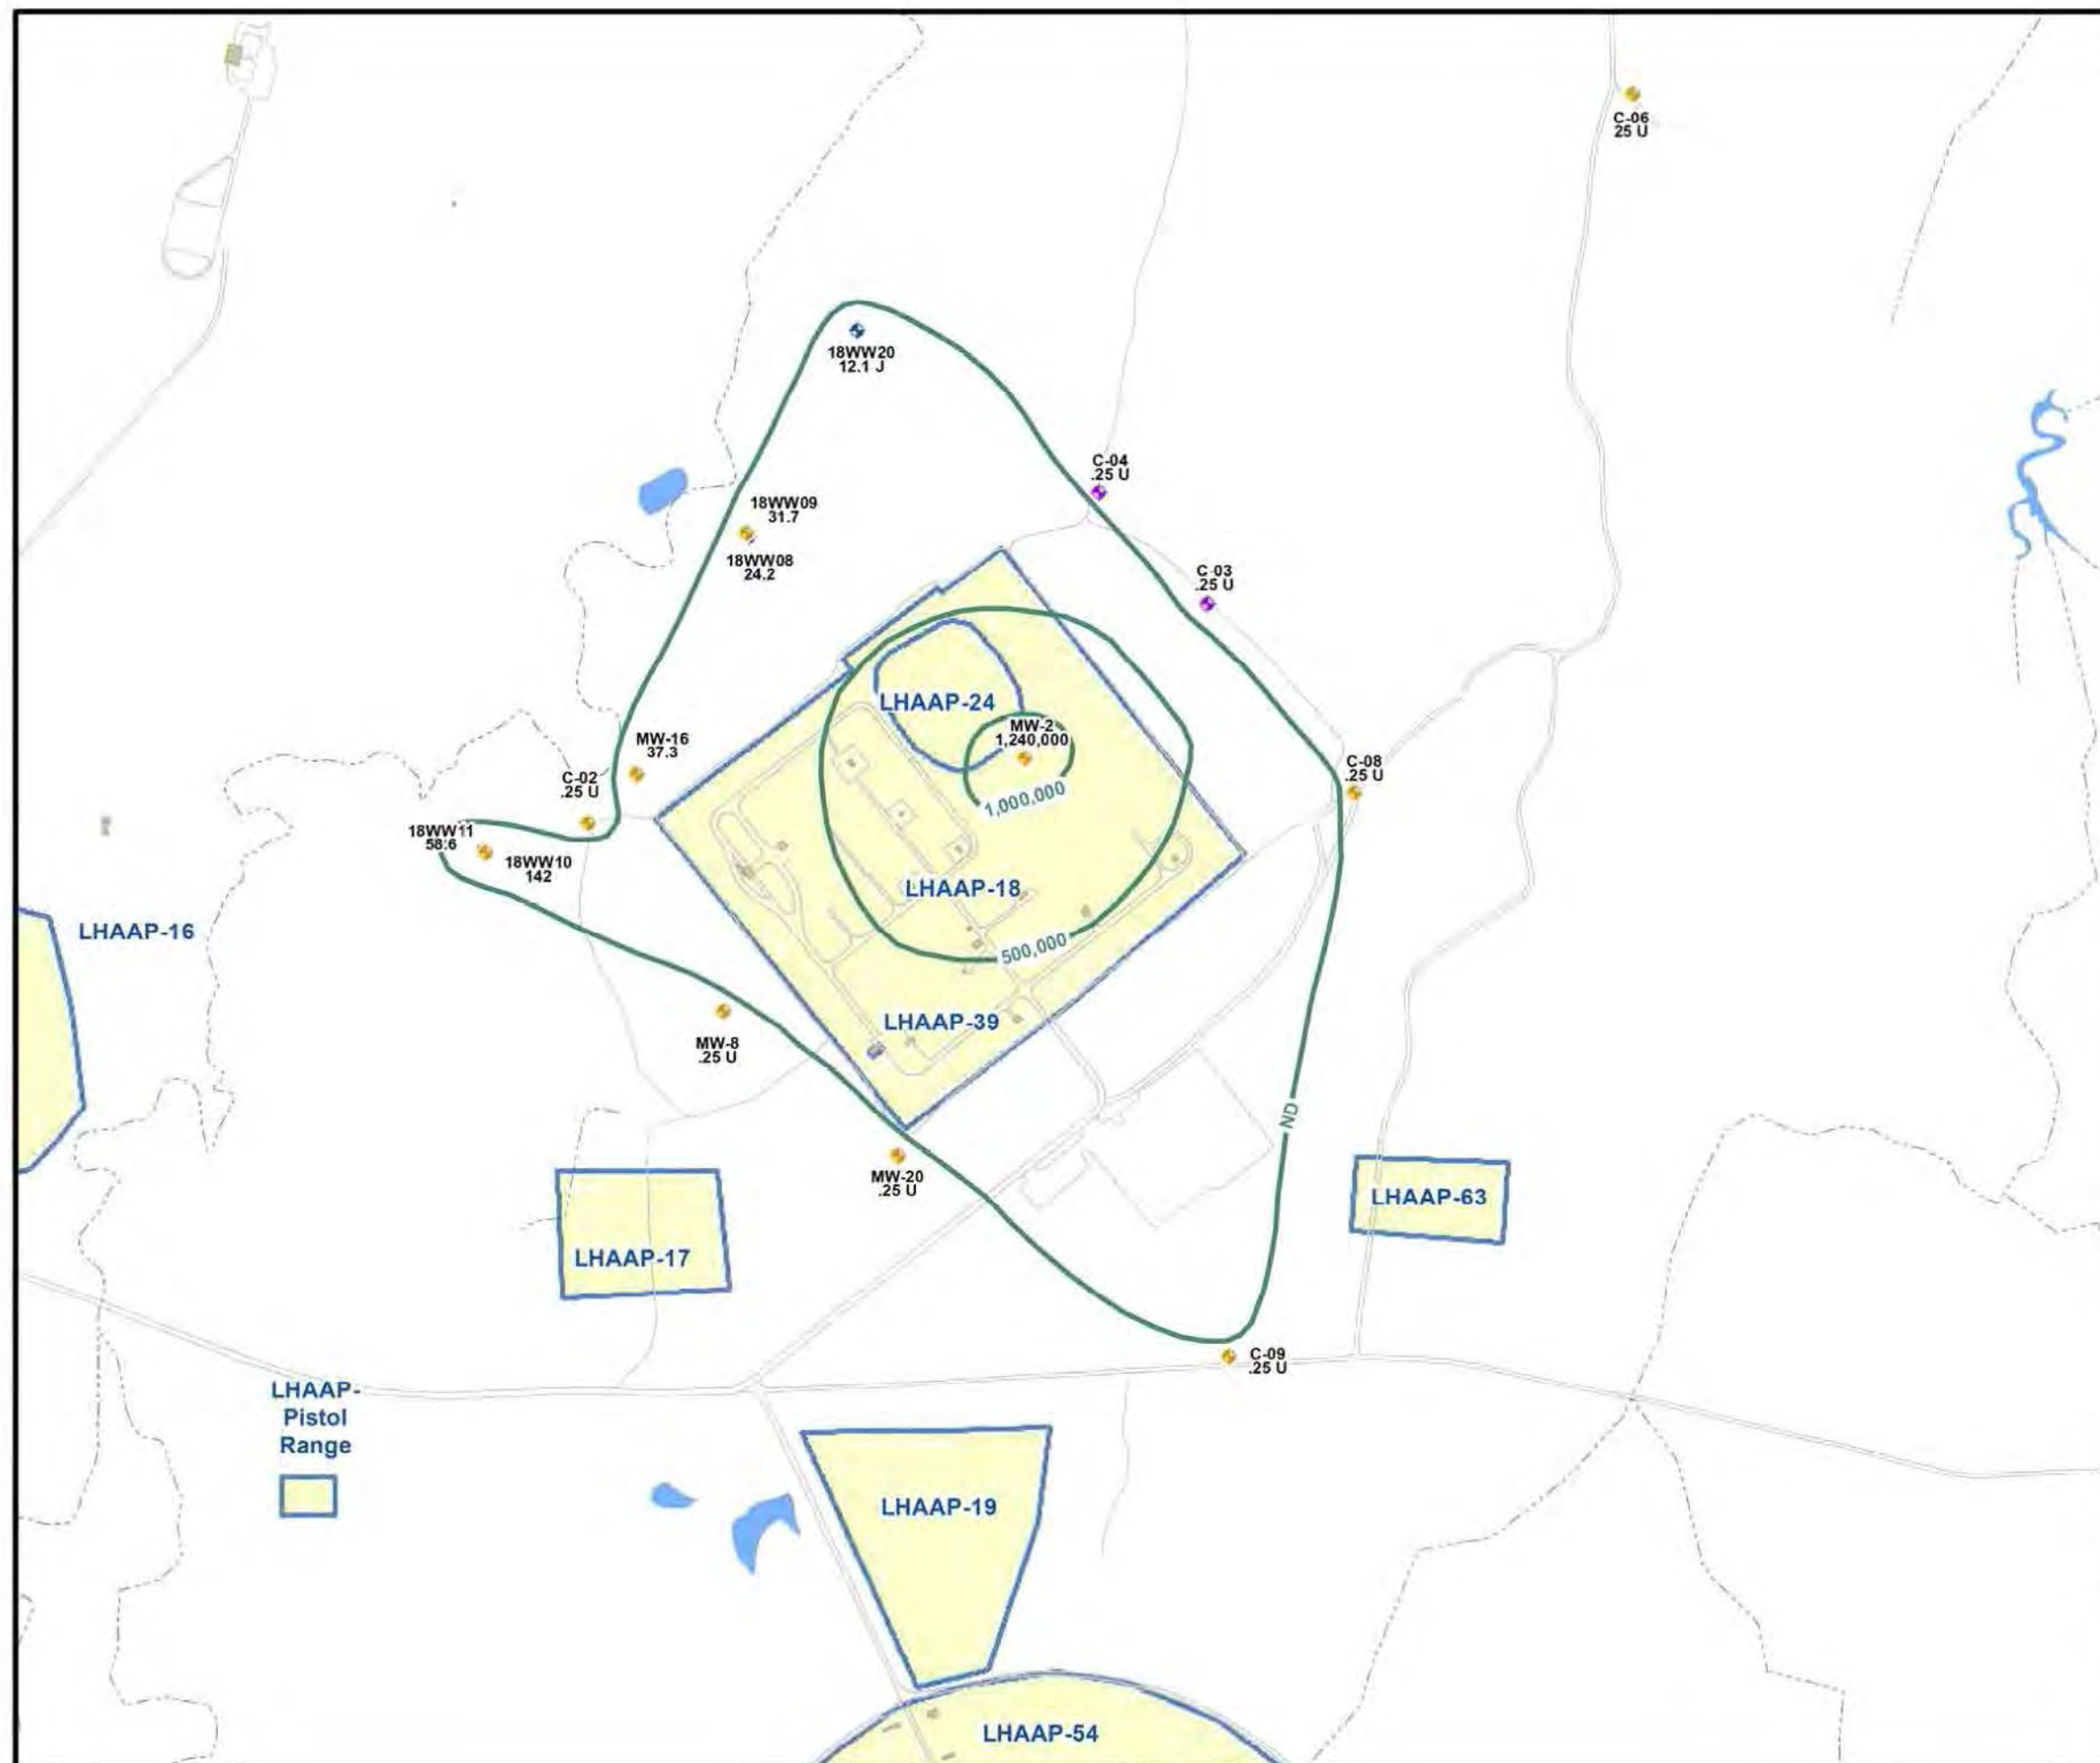 C-06
25 U
18WW20
12.1 J
C-04
.25 U
18WW09
31.7
18WW08
24.2
C-03
.25 U
LHAAP-24
MW-2
1,240,000
1,000,000
MW-16
37.3
C-02
.25 U
C-08
.25 U
18WW11
58.6
18WW10
142
LHAAP-18
LHAAP-16
500,000
LHAAP-39
MW-8
.25 U
ND
MW-20
.25 U
LHAAP-63
LHAAP-17
C-09
.25 U
LHAAP-
Pistol
Range
LHAAP-19
LHAAP-54